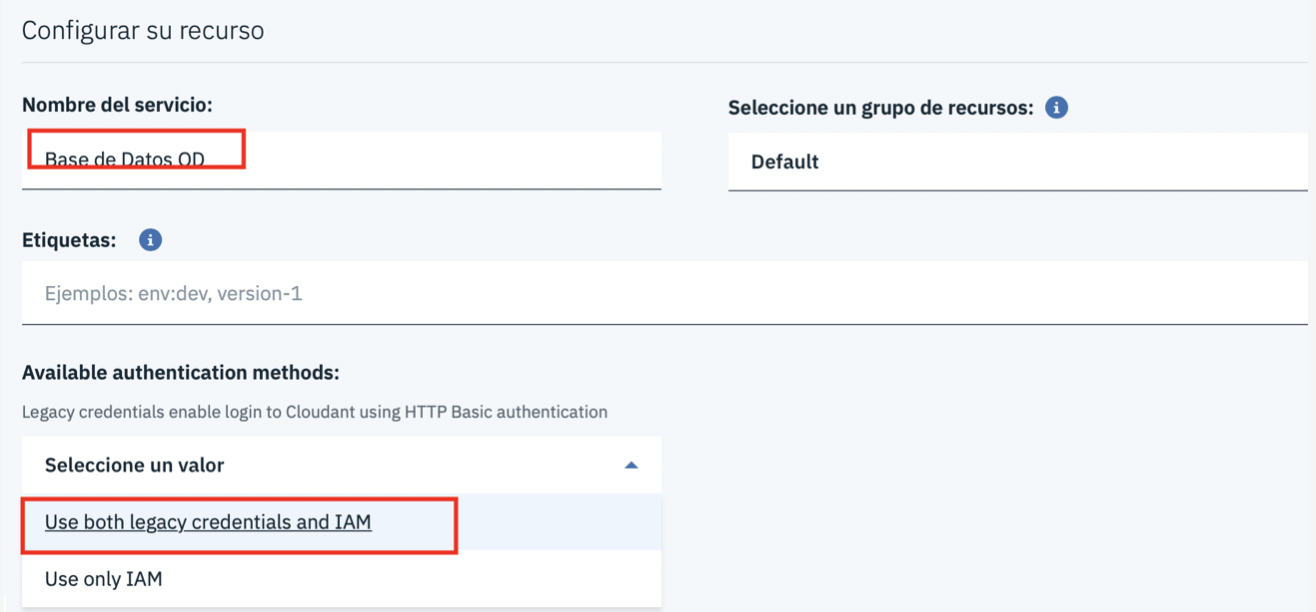 Configurar su recurso
Nombre del servicio:
Base de Datos OD
Seleccione un grupo de recursos:
Default
Etiquetas:
Ejemplos: env:dev, version-1
Available authentication methods:
Legacy credentials enable login to Cloudant using HTTP Basic authentication
Seleccione un valor
Use both legacy credentials and IAM
Use only IAM